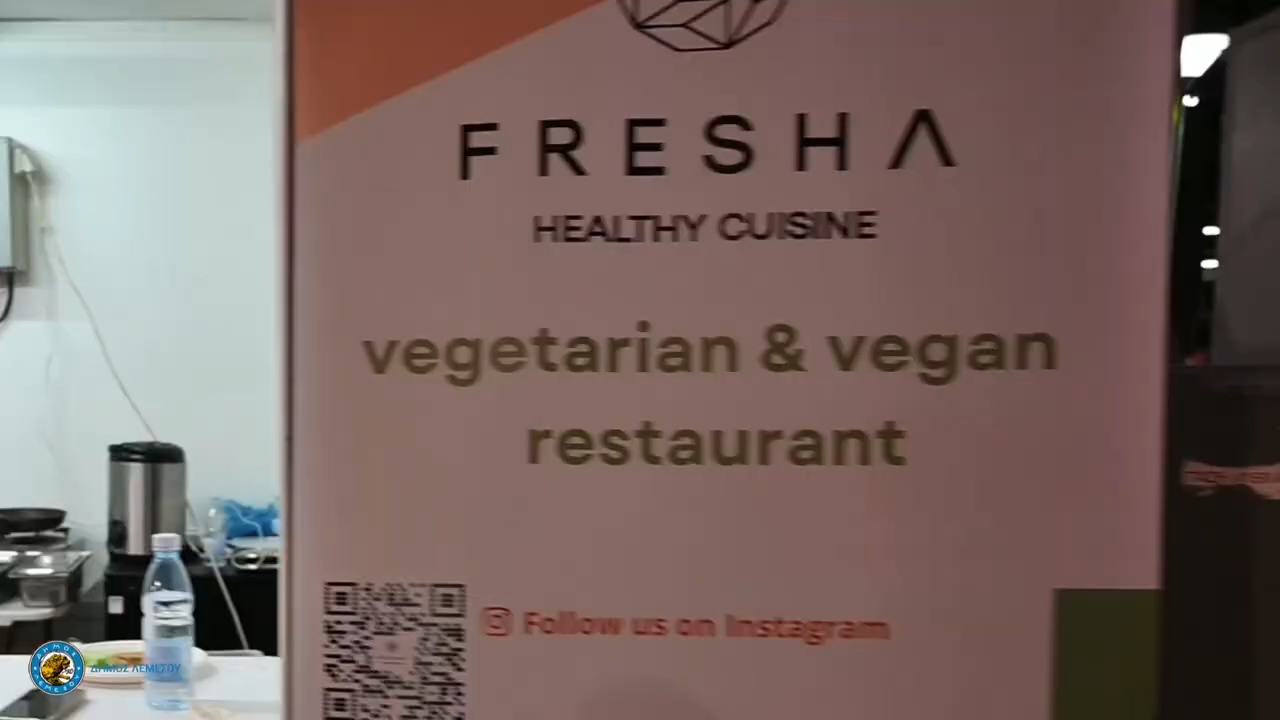 FRESHA
HEALTHY CUISINE
vegetarian & vegan
restaurant
Follow us on Instagram
ΔΗΜΟΣ ΛΕΜΕΣΟΥ